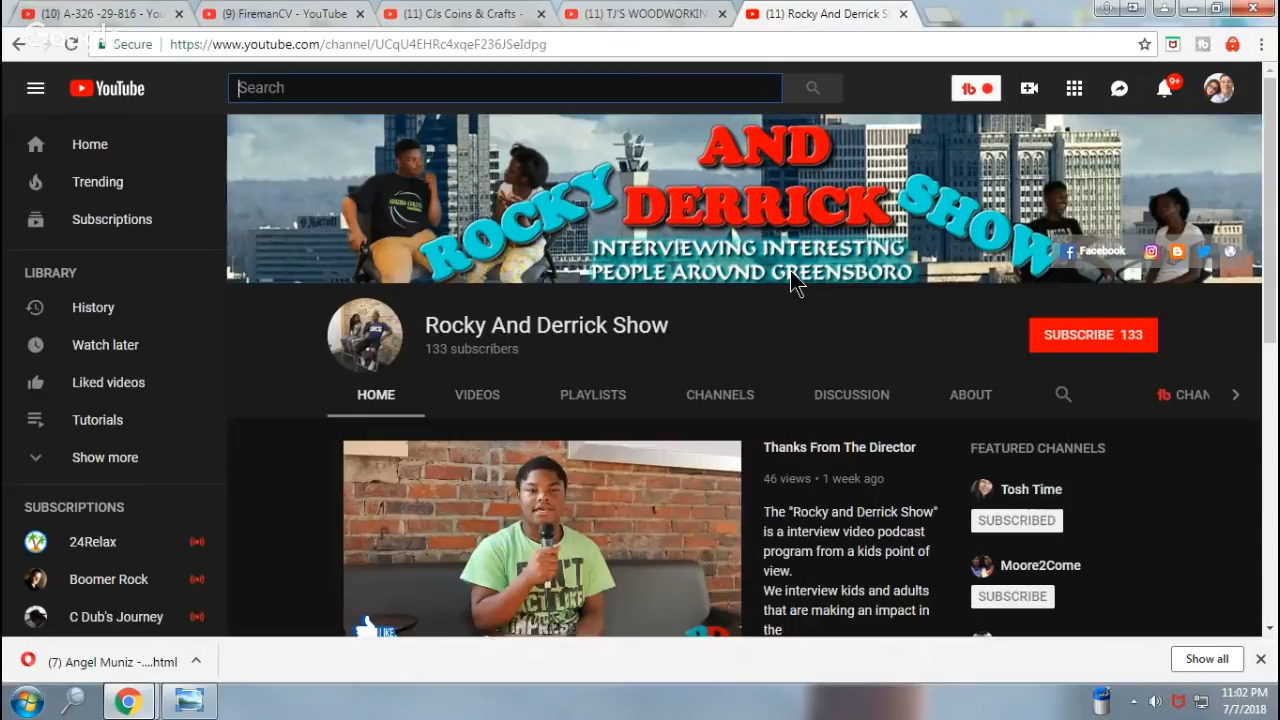 (10) A-326 -29-816 - You
(9) FiremanCV - YouTube
(11) CJs Coins & Crafts -
(11) TJ'S WOODWORKIN
(11) Rocky And Derrick S
Secure
https://www.youtube.com/channel/UCqU4EHRc4xqeF236JSeIdpg
YouTube
Search
9+
Home
Trending
Subscriptions
LIBRARY
History
Watch later
Liked videos
Tutorials
Show more
SUBSCRIPTIONS
24Relax
Boomer Rock
C Dub's Journey
ROCKY AND DERRICK SHOW
INTERVIEWING INTERESTING
PEOPLE AROUND GREENSBORO
Facebook
Rocky And Derrick Show
133 subscribers
SUBSCRIBE 133
HOME
VIDEOS
PLAYLISTS
CHANNELS
DISCUSSION
ABOUT
CHAN
Thanks From The Director
46 views • 1 week ago
The "Rocky and Derrick Show"
is a interview video podcast
program from a kids point of
view.
We interview kids and adults
that are making an impact in
the
LIKE
FEATURED CHANNELS
Tosh Time
SUBSCRIBED
Moore2Come
SUBSCRIBE
(7) Angel Muniz -....html
Show all
11:02 PM
7/7/2018